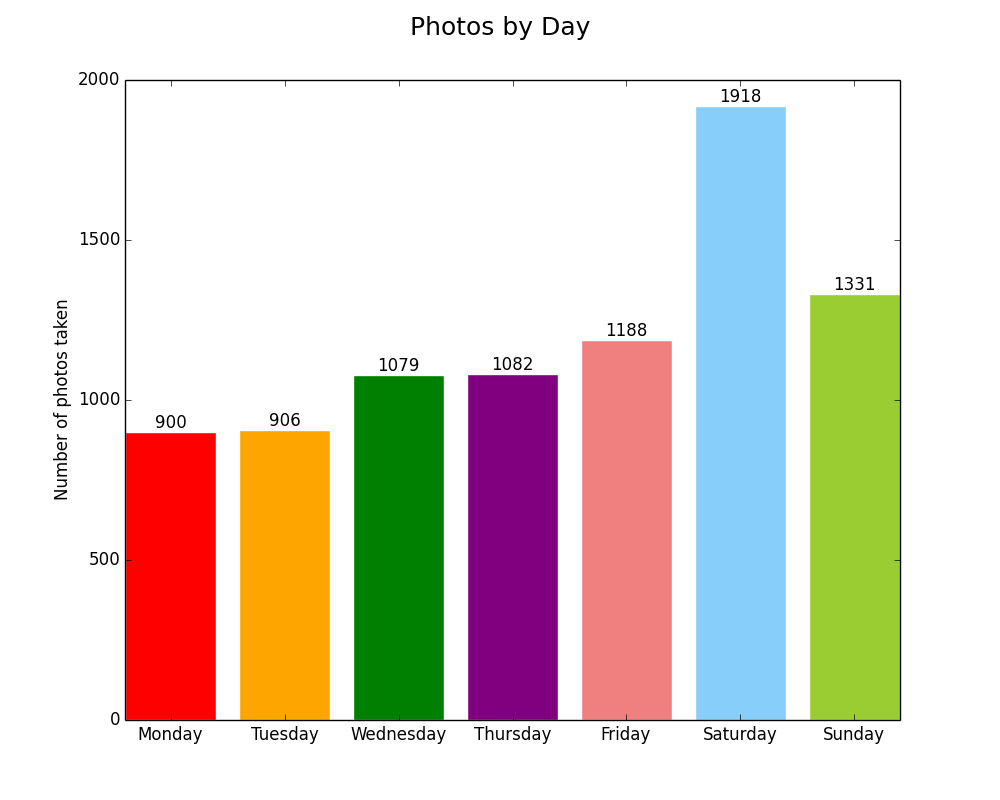 Photos by Day
Number of photos taken
2000
1500
1000
500
0
900
906
1079
1082
1188
1918
1331
Monday
Tuesday
Wednesday
Thursday
Friday
Saturday
Sunday